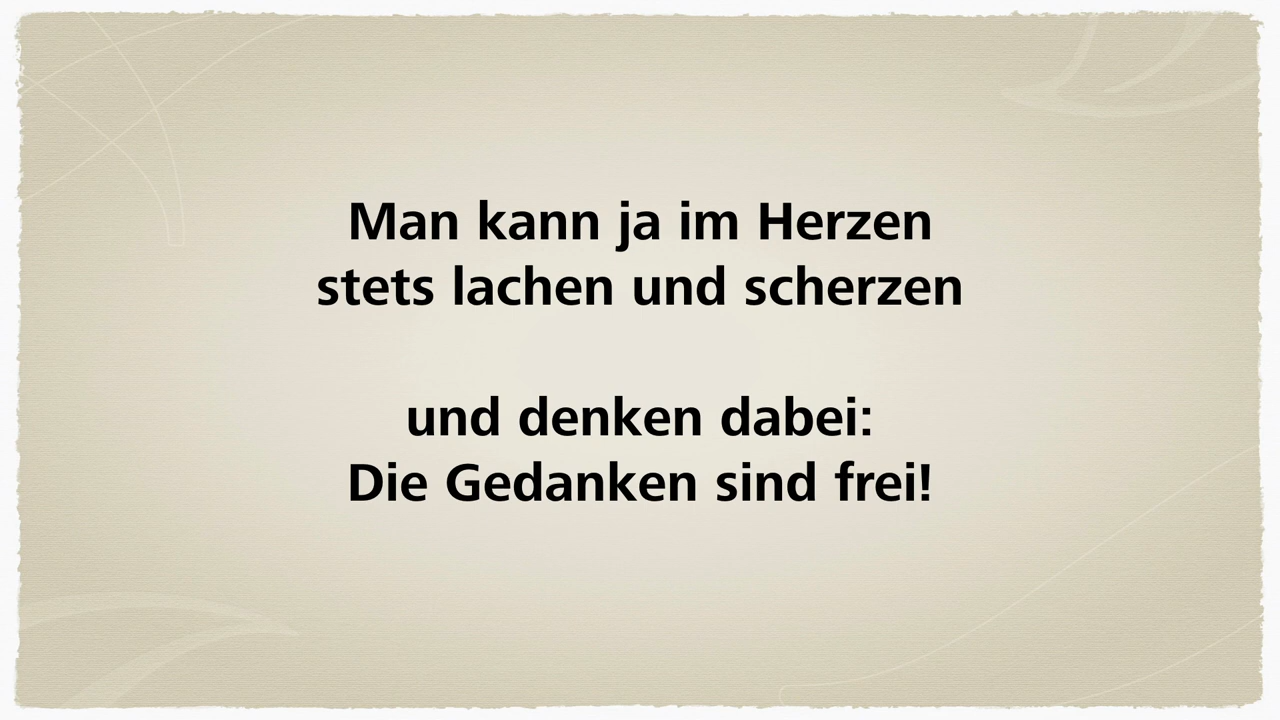 Man kann ja im Herzen
stets lachen und scherzen
und denken dabei:
Die Gedanken sind frei!